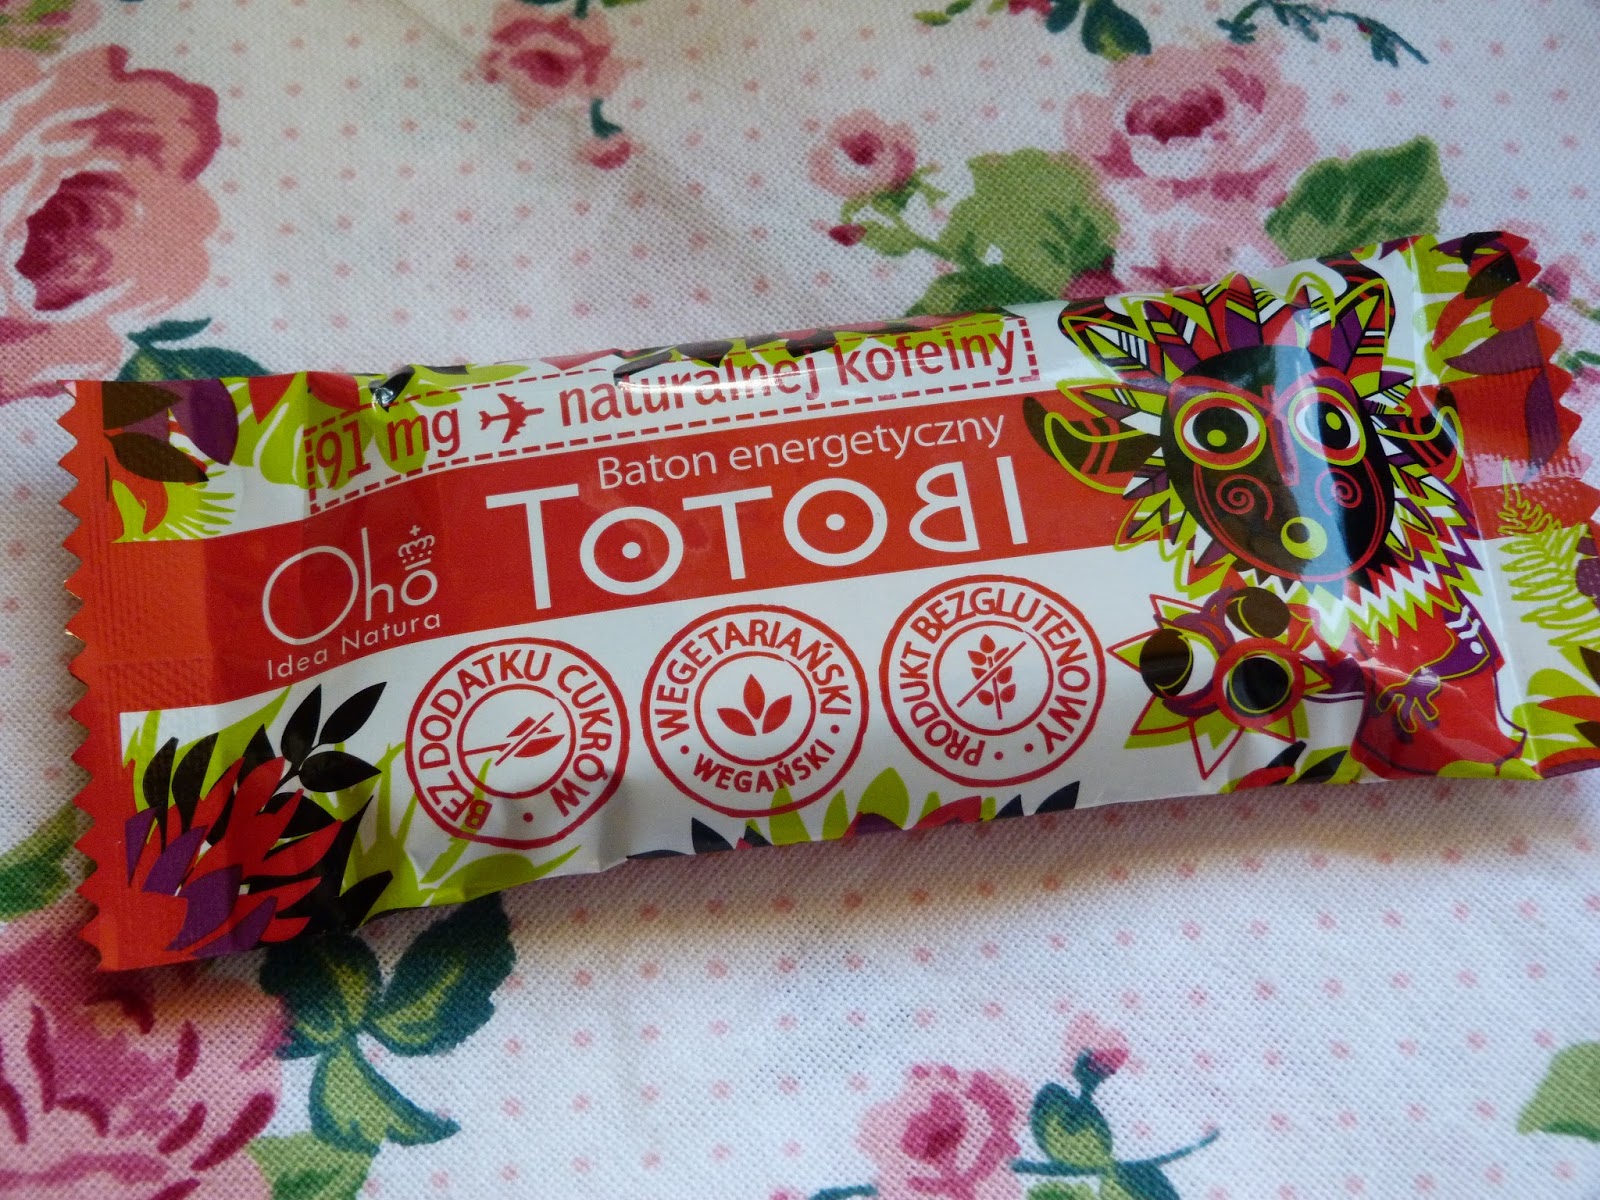 91 mg naturalnej kofeiny
Baton energetyczny
TOTOBI
Oho
Idea Natura
BEZ DODATKU CUKRÓW
WEGETARIAŃSKI
WEGAŃSKI
PRODUKT BEZGLUTENOWY